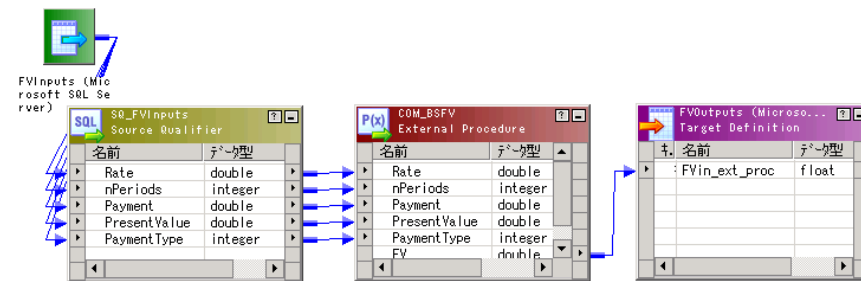 FVInputs (Mic
rosoft SQL Se
rver)
SQL
SQ_FVInputs
Source Qualifier
名前 データ型
Rate double
nPeriods integer
Payment double
PresentValue double
PaymentType integer
P(x)
COM_BSFV
External Procedure
名前 データ型
Rate double
nPeriods integer
Payment double
PresentValue double
PaymentType integer
FV double
FVOutputs (Microso...
Target Definition
キ. 名前 データ型
FVin_ext_proc float